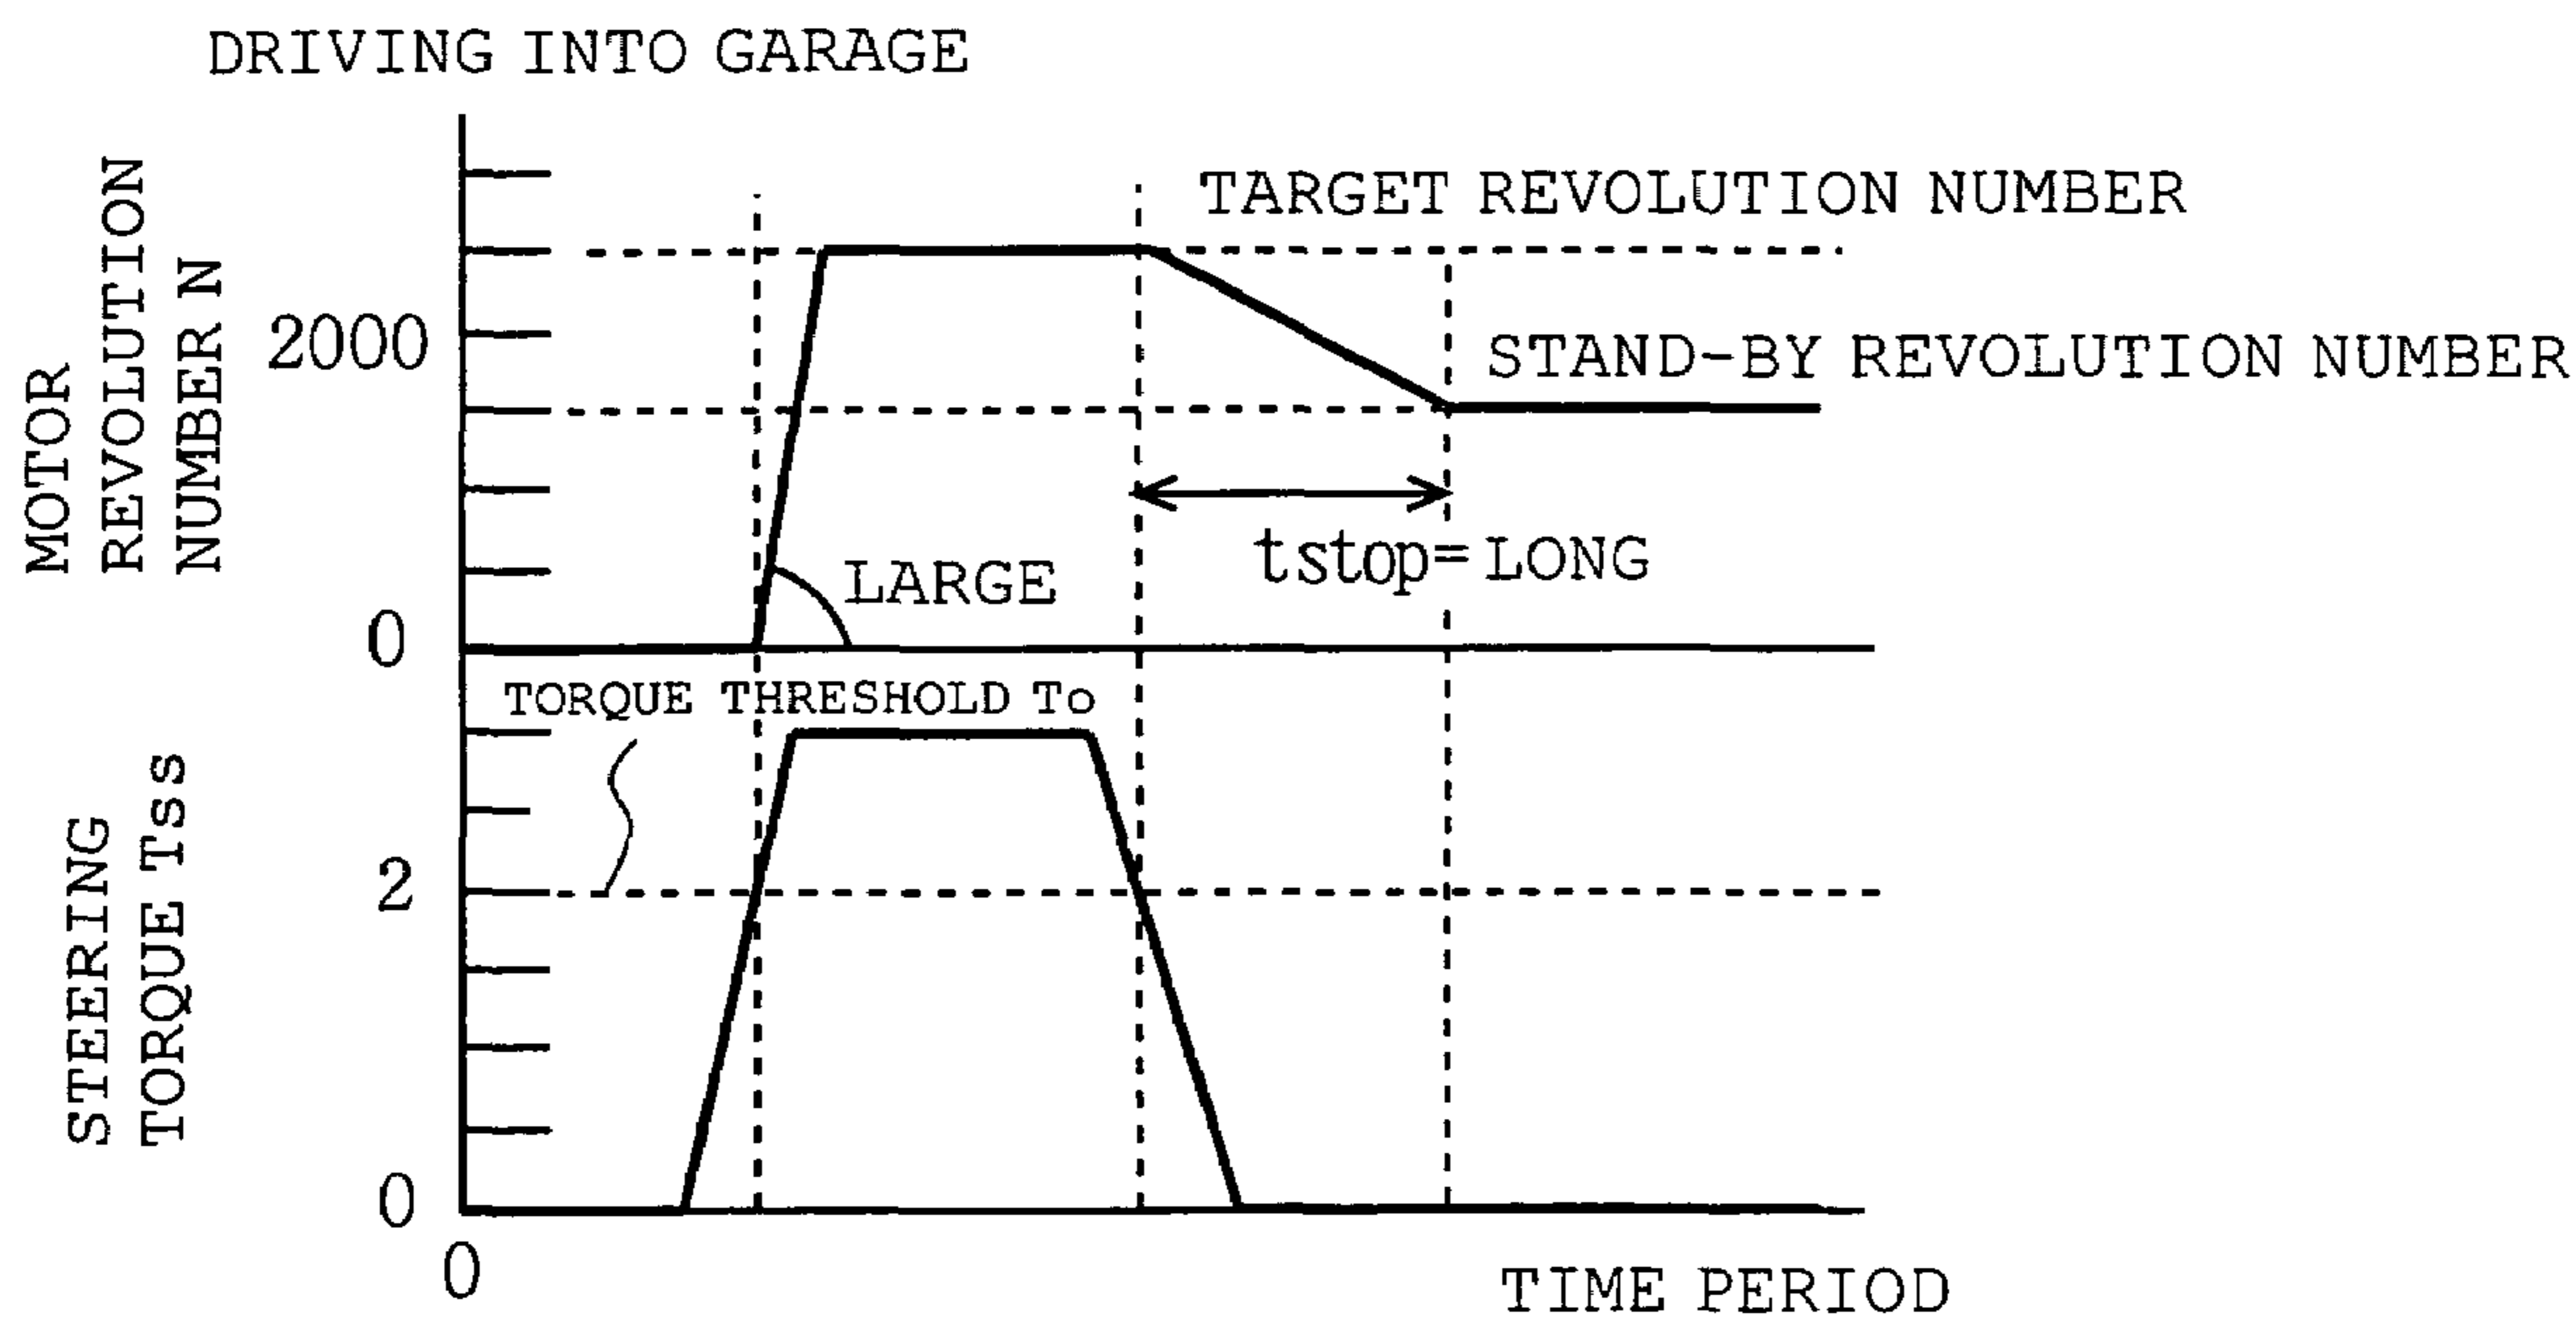 DRIVING INTO GARAGE
MOTOR
REVOLUTION
NUMBER N
TARGET REVOLUTION NUMBER
2000
STAND-BY REVOLUTION NUMBER
tstop= LONG
LARGE
0
TORQUE THRESHOLD To
STEERING
TORQUE Tss
2
0
0
TIME PERIOD